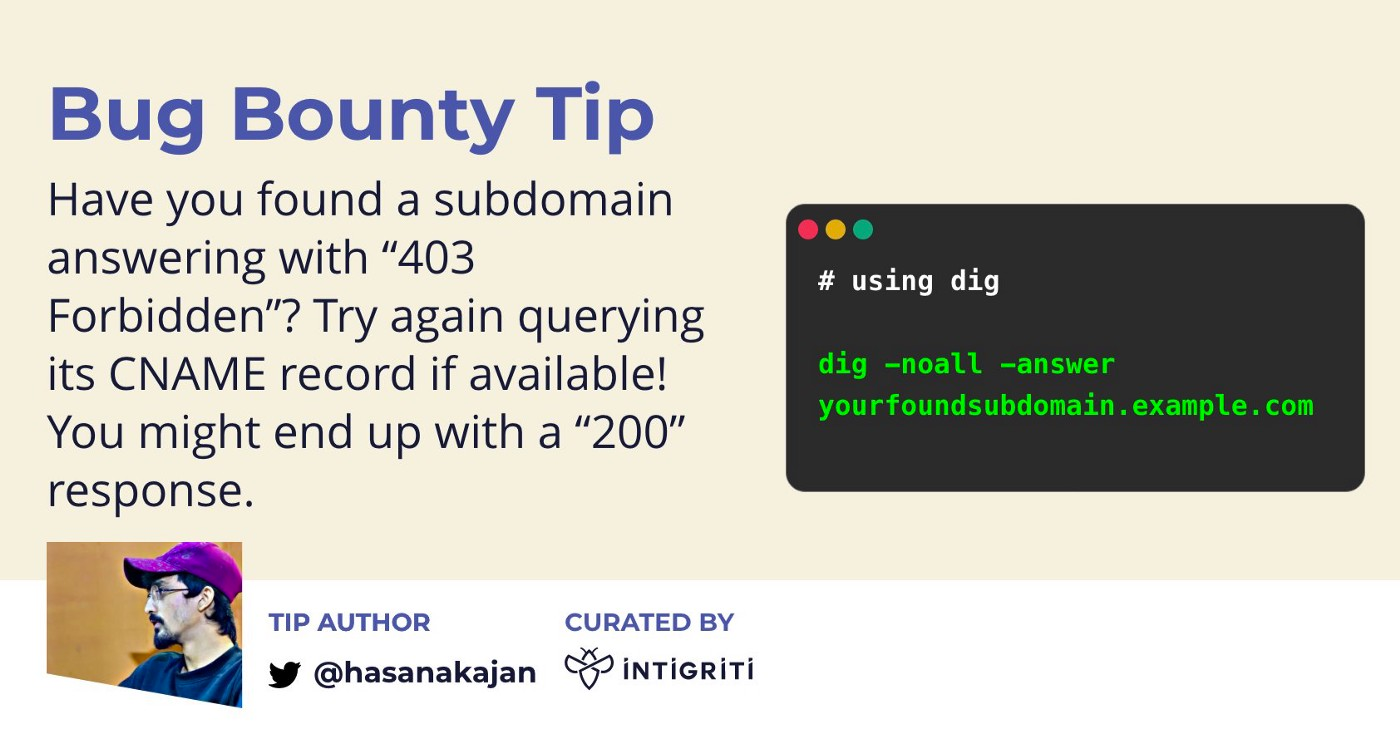 Bug Bounty Tip
Have you found a subdomain
answering with “403
Forbidden”? Try again querying
its CNAME record if available!
You might end up with a “200”
response.
# using dig
dig –noall –answer
yourfoundsubdomain.example.com
TIP AUTHOR
@hasanakajan
CURATED BY
INTIGRITI